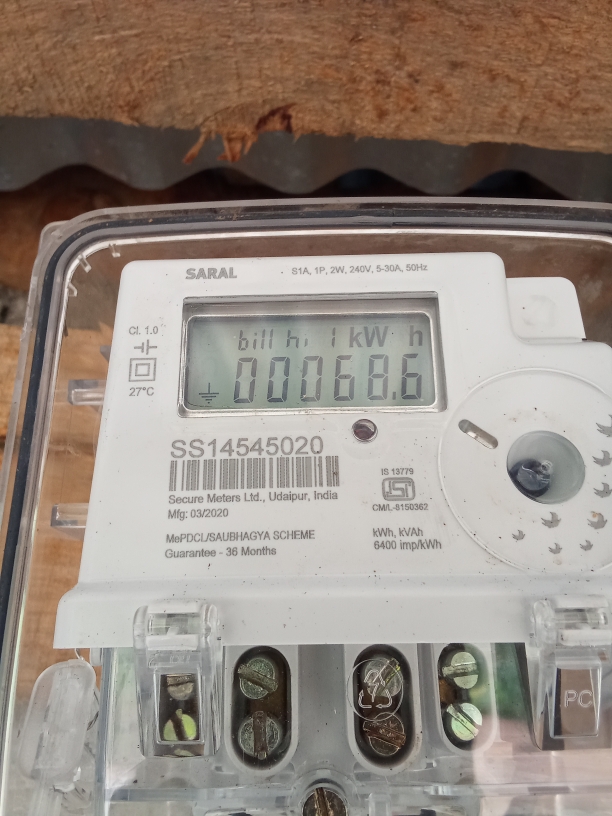 SARAL
S1A, 1P, 2W, 240V, 5-30A, 50Hz
Cl. 1.0
27°C
bill hi 1 kW h
00068.6
SS14545020
Secure Meters Ltd., Udaipur, India
Mfg: 03/2020
IS 13779
ISI
CM/L-8150362
MePDCL/SAUBHAGYA SCHEME
Guarantee - 36 Months
kWh, kVAh
6400 imp/kWh
PC